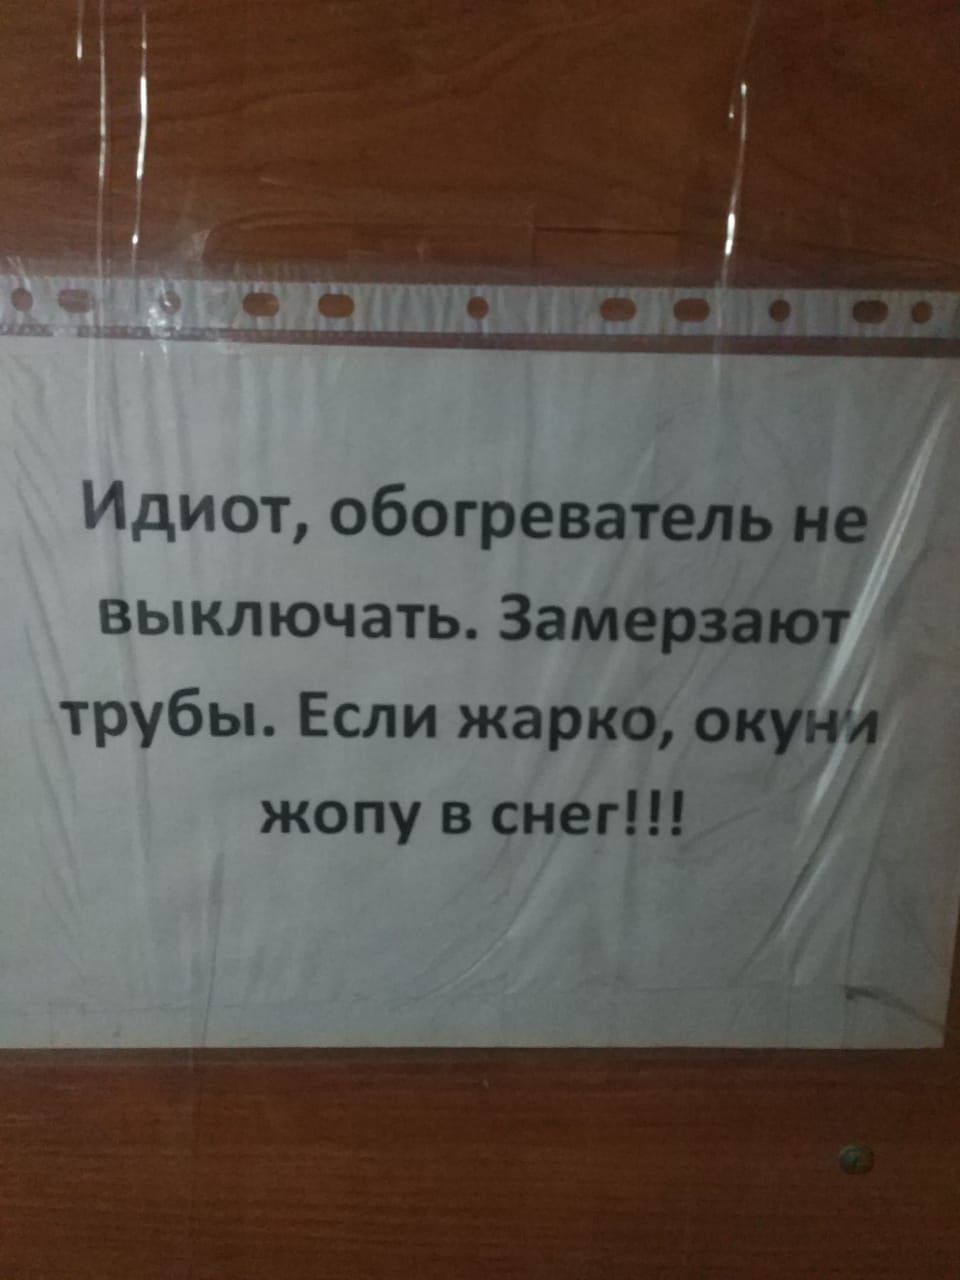 Идиот, обогреватель не
выключать. Замерзают
трубы. Если жарко, окуни
жопу в снег!!!